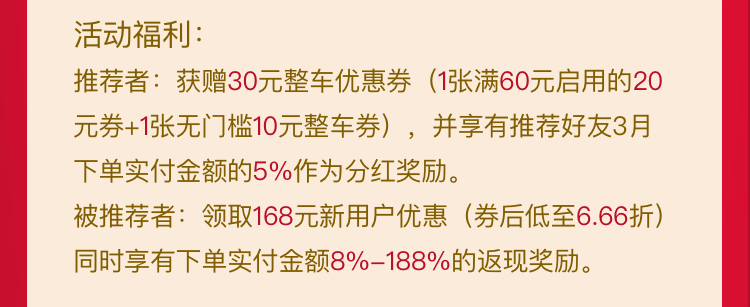 活动福利：
推荐者：获赠30元整车优惠券（1张满60元启用的20
元券+1张无门槛10元整车券），并享有推荐好友3月
下单实付金额的5%作为分红奖励。
被推荐者：领取168元新用户优惠（券后低至6.66折）
同时享有下单实付金额8%–188%的返现奖励。